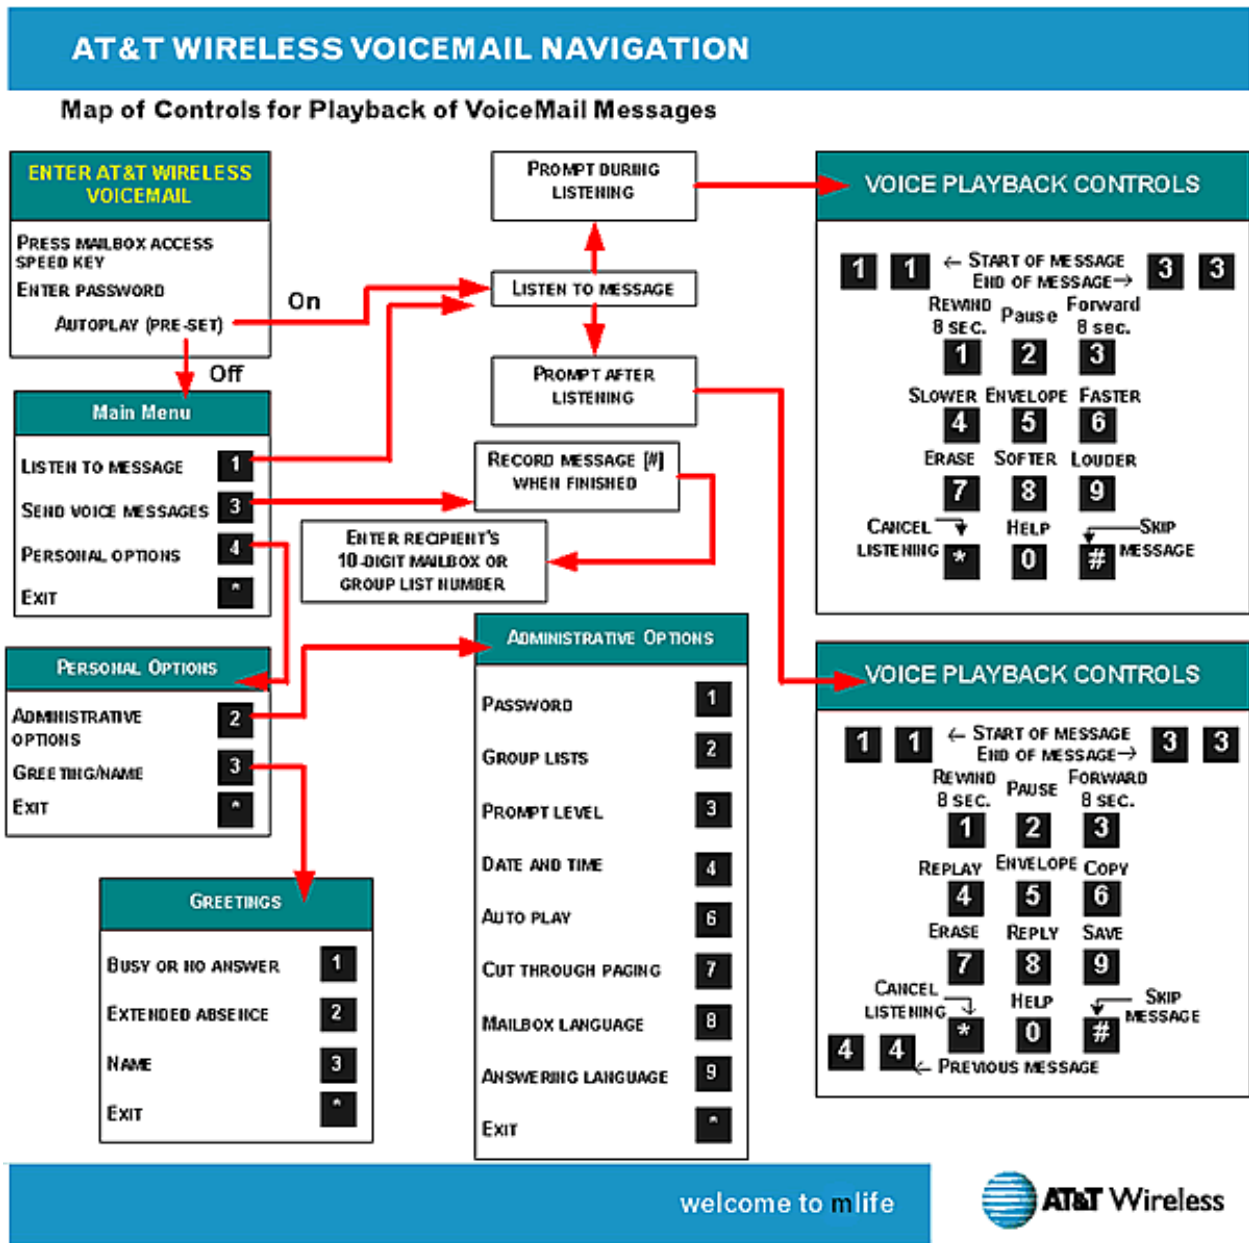 AT&T WIRELESS VOICEMAIL NAVIGATION
Map of Controls for Playback of VoiceMail Messages
ENTER AT&T WIRELESS
VOICEMAIL
PRESS MAILBOX ACCESS
SPEED KEY
ENTER PASSWORD
AUTOPLAY (PRE-SET)
On
Off
Main Menu
LISTEN TO MESSAGE 1
SEND VOICE MESSAGES 3
PERSONAL OPTIONS 4
EXIT *
PROMPT DURING
LISTENING
LISTEN TO MESSAGE
PROMPT AFTER
LISTENING
RECORD MESSAGE [#]
WHEN FINISHED
ENTER RECIPIENT'S
10-DIGIT MAILBOX OR
GROUP LIST NUMBER
PERSONAL OPTIONS
ADMINISTRATIVE
OPTIONS 2
GREETING/NAME 3
EXIT *
GREETINGS
BUSY OR NO ANSWER 1
EXTENDED ABSENCE 2
NAME 3
EXIT *
ADMINISTRATIVE OPTIONS
PASSWORD 1
GROUP LISTS 2
PROMPT LEVEL 3
DATE AND TIME 4
AUTO PLAY 6
CUT THROUGH PAGING 7
MAILBOX LANGUAGE 8
ANSWERING LANGUAGE 9
EXIT *
VOICE PLAYBACK CONTROLS
1 1 ← START OF MESSAGE
END OF MESSAGE → 3 3
REWIND
8 SEC. Pause Forward
8 sec.
1 2 3
SLOWER ENVELOPE FASTER
4 5 6
ERASE SOFTER LOUDER
7 8 9
CANCEL
LISTENING HELP SKIP
MESSAGE
* 0 #
VOICE PLAYBACK CONTROLS
1 1 ← START OF MESSAGE
END OF MESSAGE → 3 3
REWIND
8 SEC. PAUSE FORWARD
8 SEC.
1 2 3
REPLAY ENVELOPE COPY
4 5 6
ERASE REPLY SAVE
7 8 9
CANCEL
LISTENING HELP SKIP
MESSAGE
* 0 #
4 4 ← PREVIOUS MESSAGE
welcome to mlife
AT&T Wireless